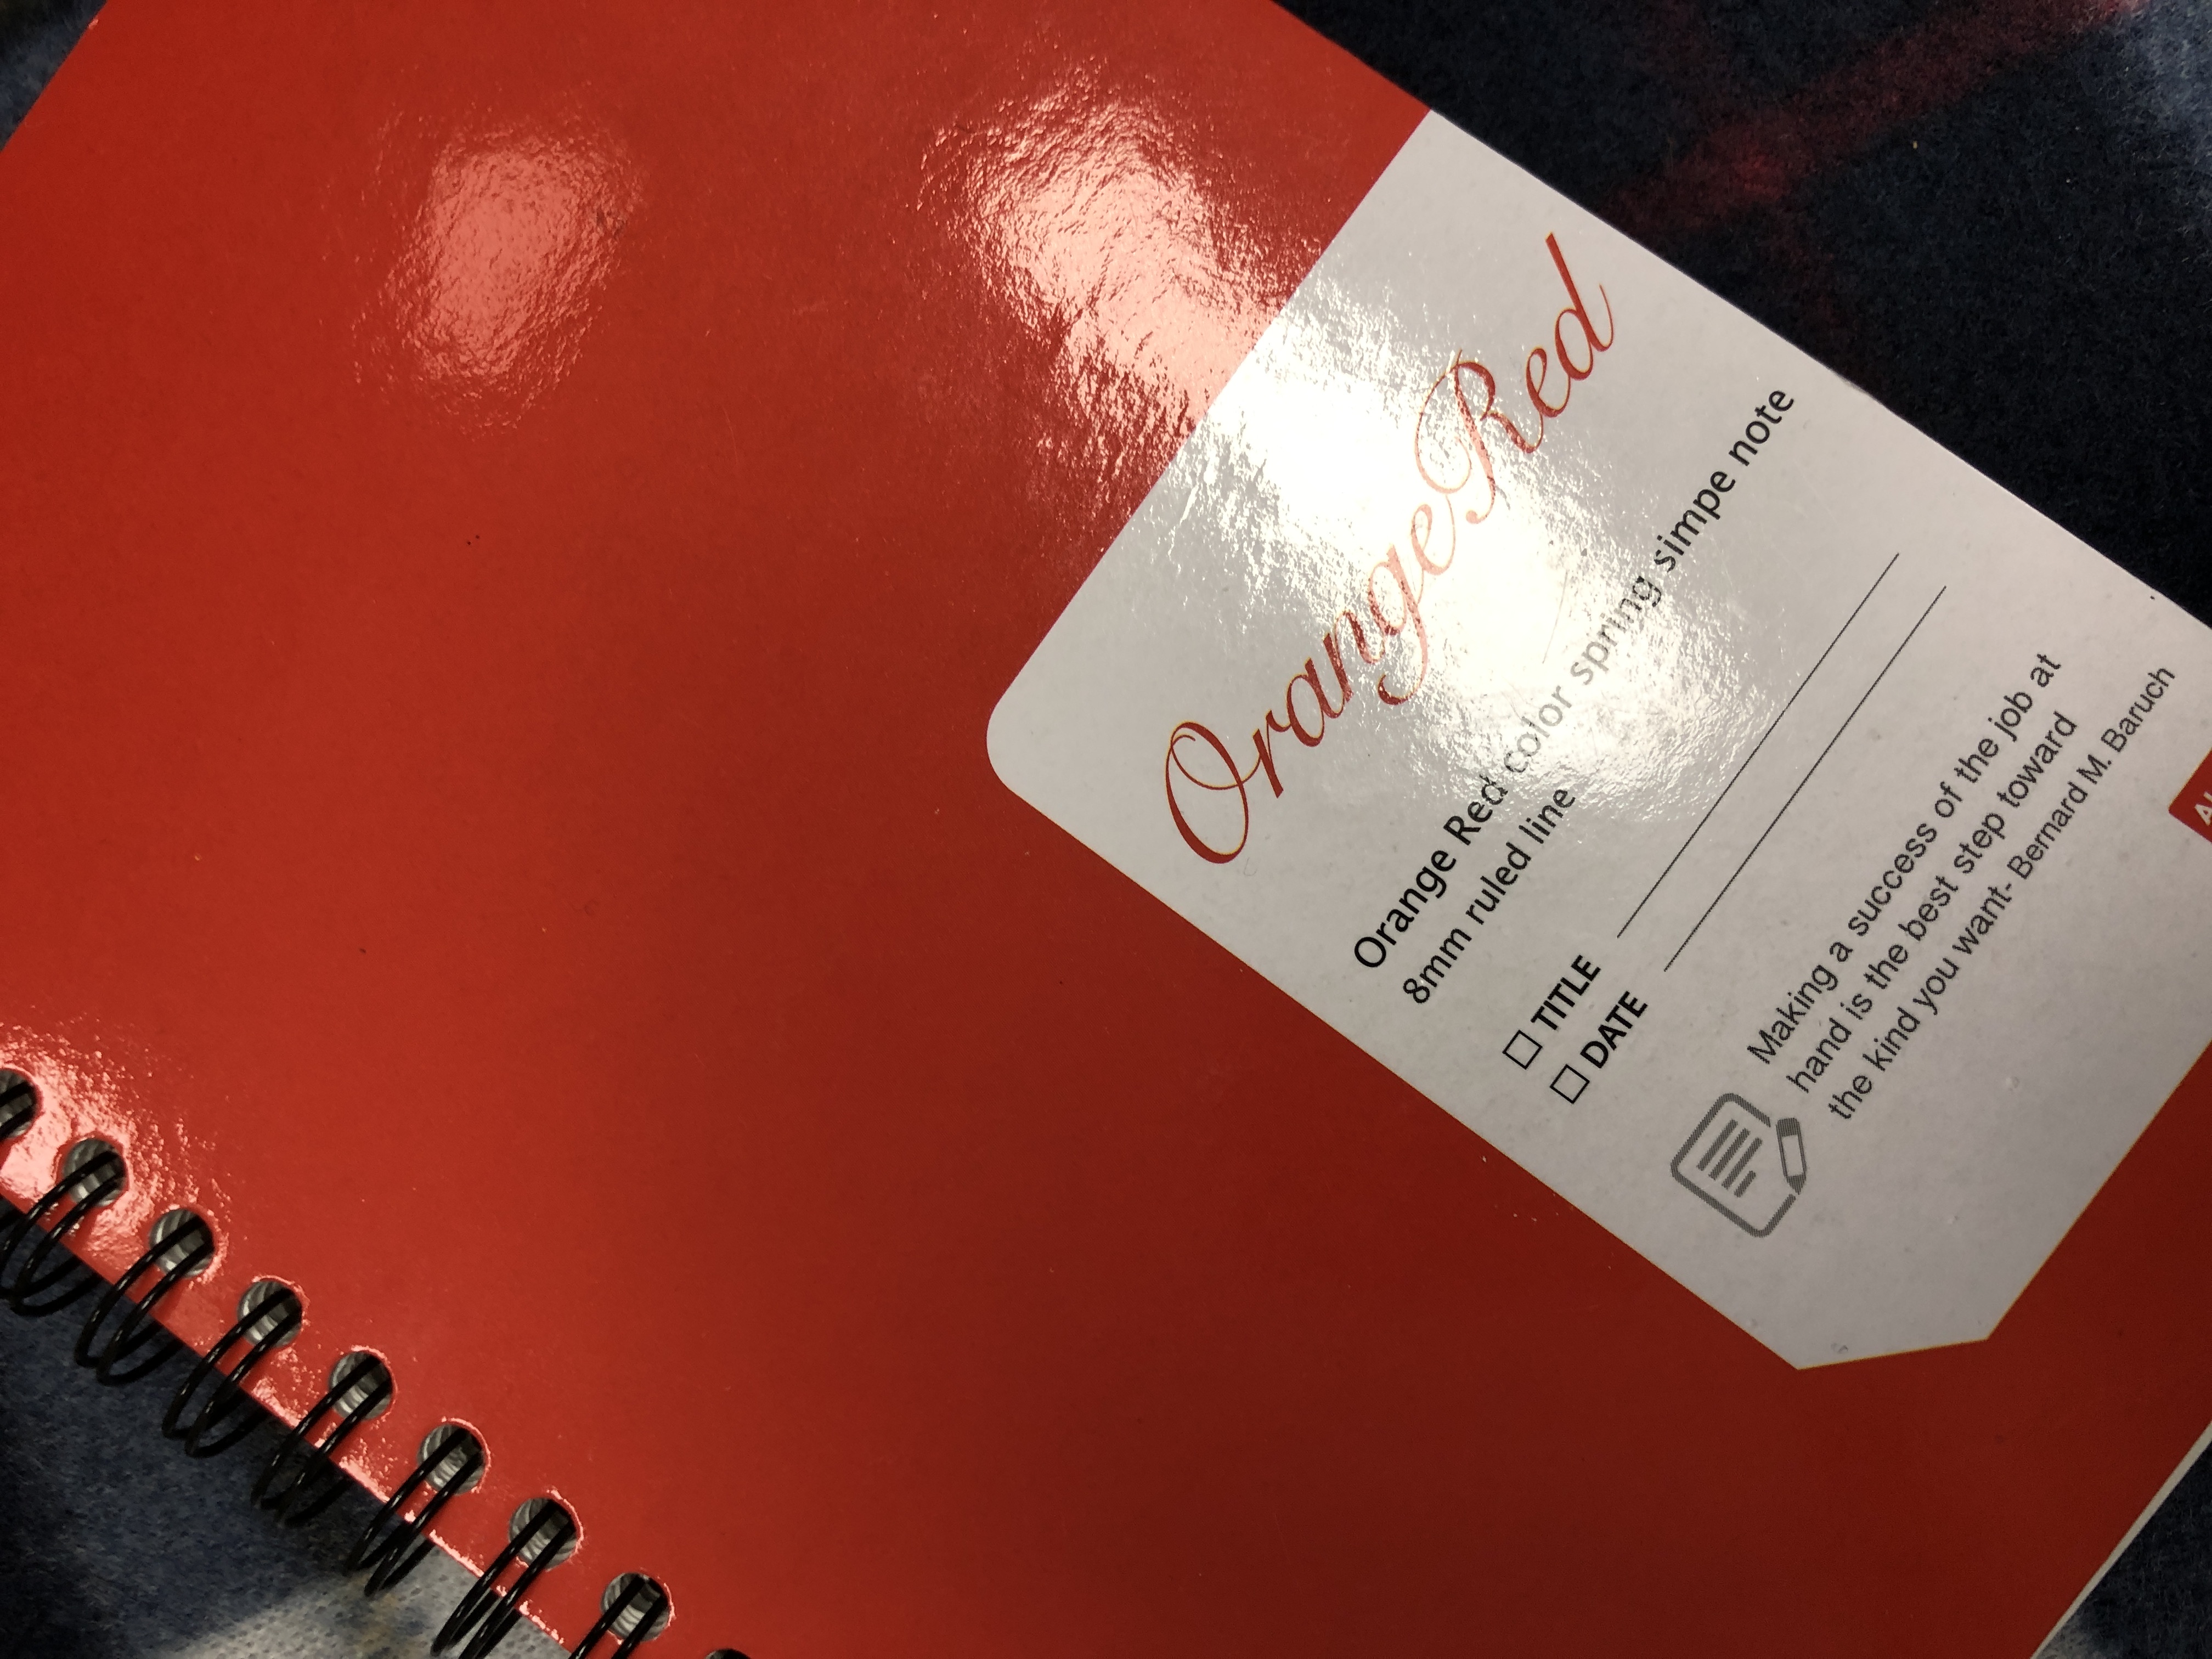 OrangeRed
Orange Red color spring simpe note
8mm ruled line
TITLE
DATE
Making a success of the job at
hand is the best step toward
the kind you want- Bernard M. Baruch